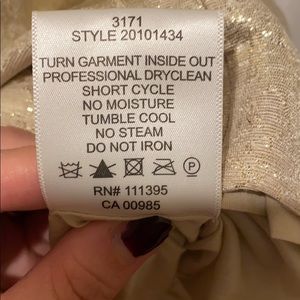 3171
STYLE 20101434
TURN GARMENT INSIDE OUT
PROFESSIONAL DRYCLEAN
SHORT CYCLE
NO MOISTURE
TUMBLE COOL
NO STEAM
DO NOT IRON
P
RN# 111395
CA 00985